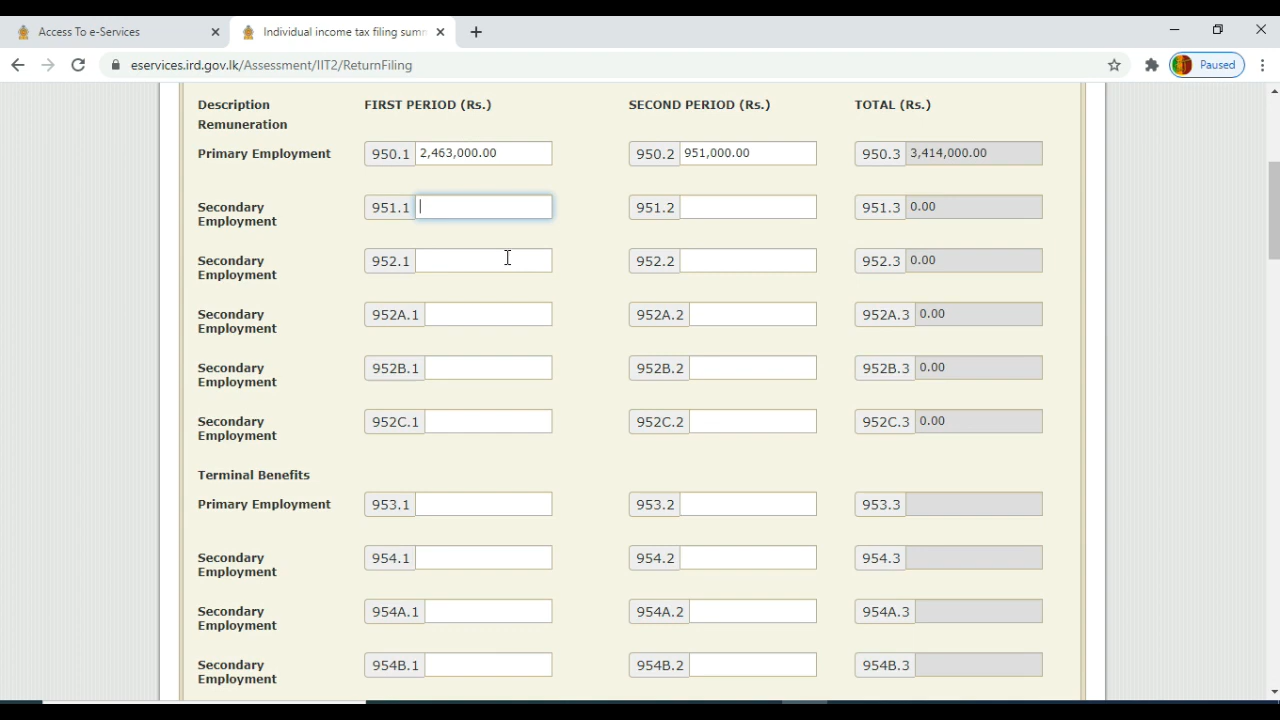 Access To e-Services
Individual income tax filing sumn
Paused
eservices.ird.gov.lk/Assessment/IIT2/ReturnFiling
Description FIRST PERIOD (Rs.) SECOND PERIOD (Rs.) TOTAL (Rs.)
Remuneration
Primary Employment 950.1 2,463,000.00 950.2 951,000.00 950.3 3,414,000.00
Secondary Employment 951.1 951.2 951.3 0.00
Secondary Employment 952.1 952.2 952.3 0.00
Secondary Employment 952A.1 952A.2 952A.3 0.00
Secondary Employment 952B.1 952B.2 952B.3 0.00
Secondary Employment 952C.1 952C.2 952C.3 0.00
Terminal Benefits
Primary Employment 953.1 953.2 953.3
Secondary Employment 954.1 954.2 954.3
Secondary Employment 954A.1 954A.2 954A.3
Secondary Employment 954B.1 954B.2 954B.3